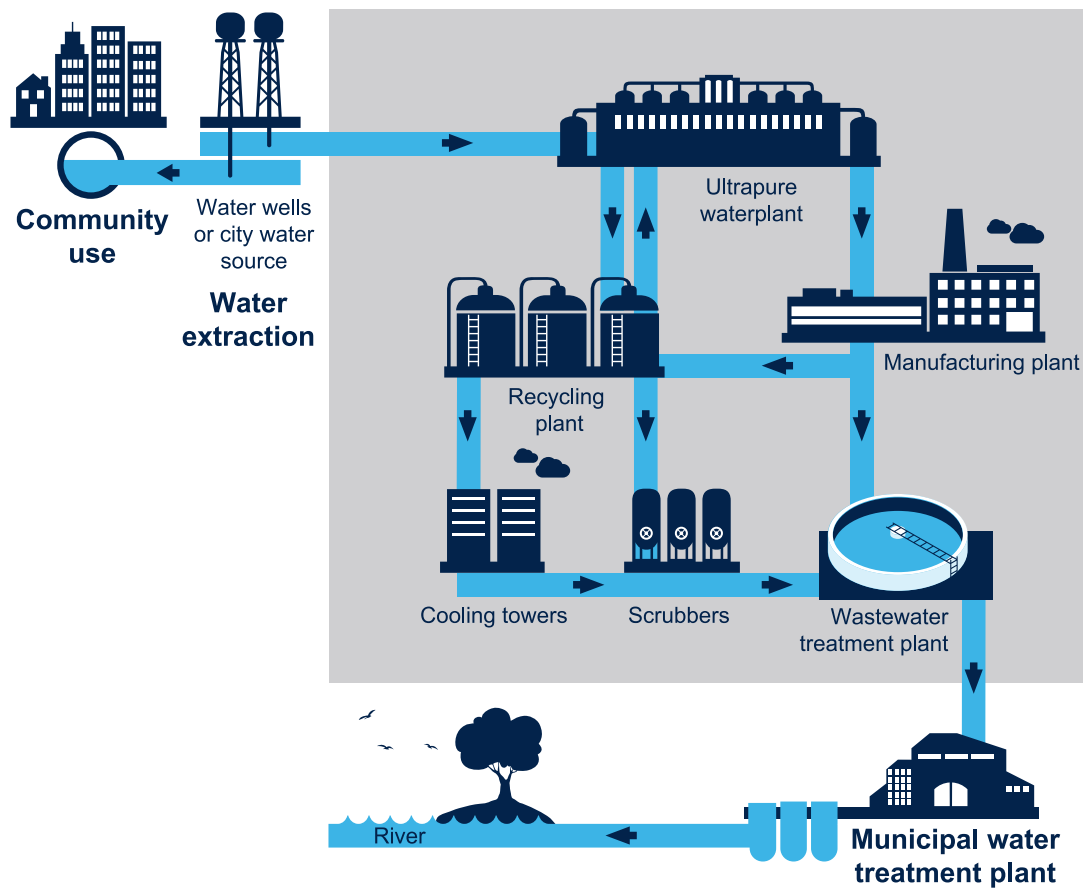 Community
use
Water wells
or city water
source
Water
extraction
Ultrapure
waterplant
Manufacturing plant
Recycling
plant
Cooling towers
Scrubbers
Wastewater
treatment plant
River
Municipal water
treatment plant